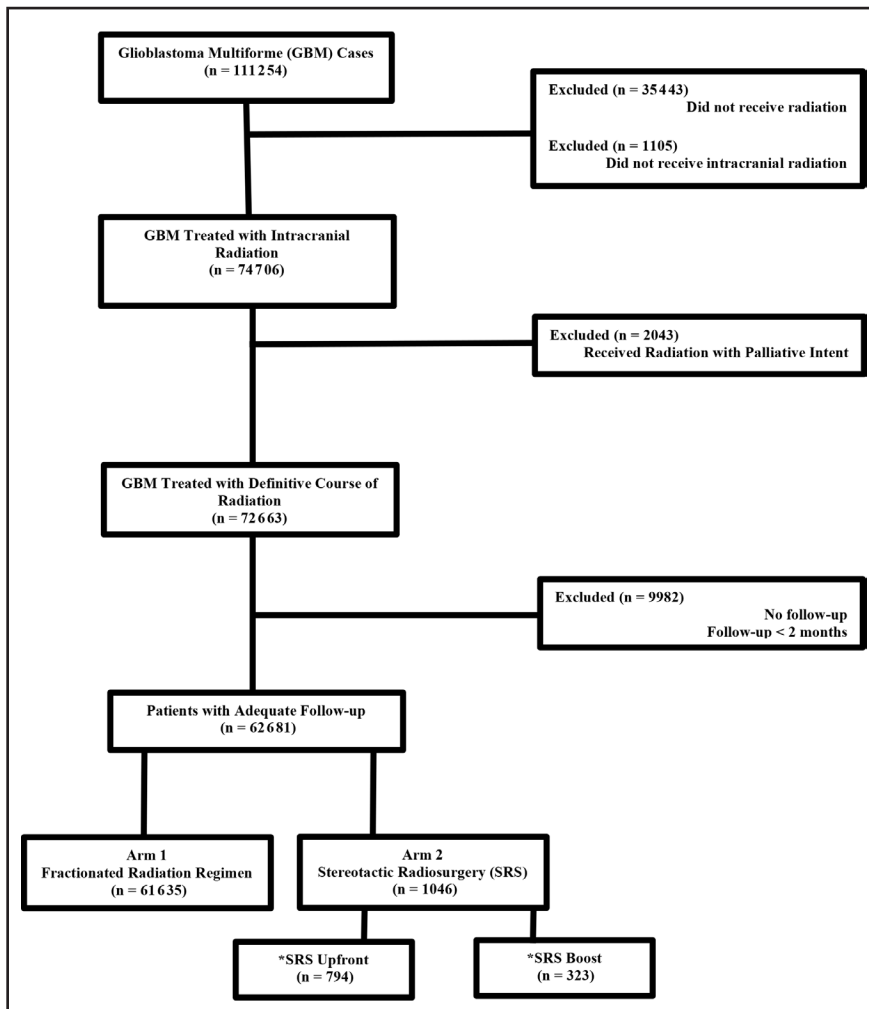 Glioblastoma Multiforme (GBM) Cases
(n = 111254)
Excluded (n = 35443)
Did not receive radiation
Excluded (n = 1105)
Did not receive intracranial radiation
GBM Treated with Intracranial
Radiation
(n = 74706)
Excluded (n = 2043)
Received Radiation with Palliative Intent
GBM Treated with Definitive Course of
Radiation
(n = 72663)
Excluded (n = 9982)
No follow-up
Follow-up < 2 months
Patients with Adequate Follow-up
(n = 62681)
Arm 1
Fractionated Radiation Regimen
(n = 61635)
Arm 2
Stereotactic Radiosurgery (SRS)
(n = 1046)
*SRS Upfront
(n = 794)
*SRS Boost
(n = 323)